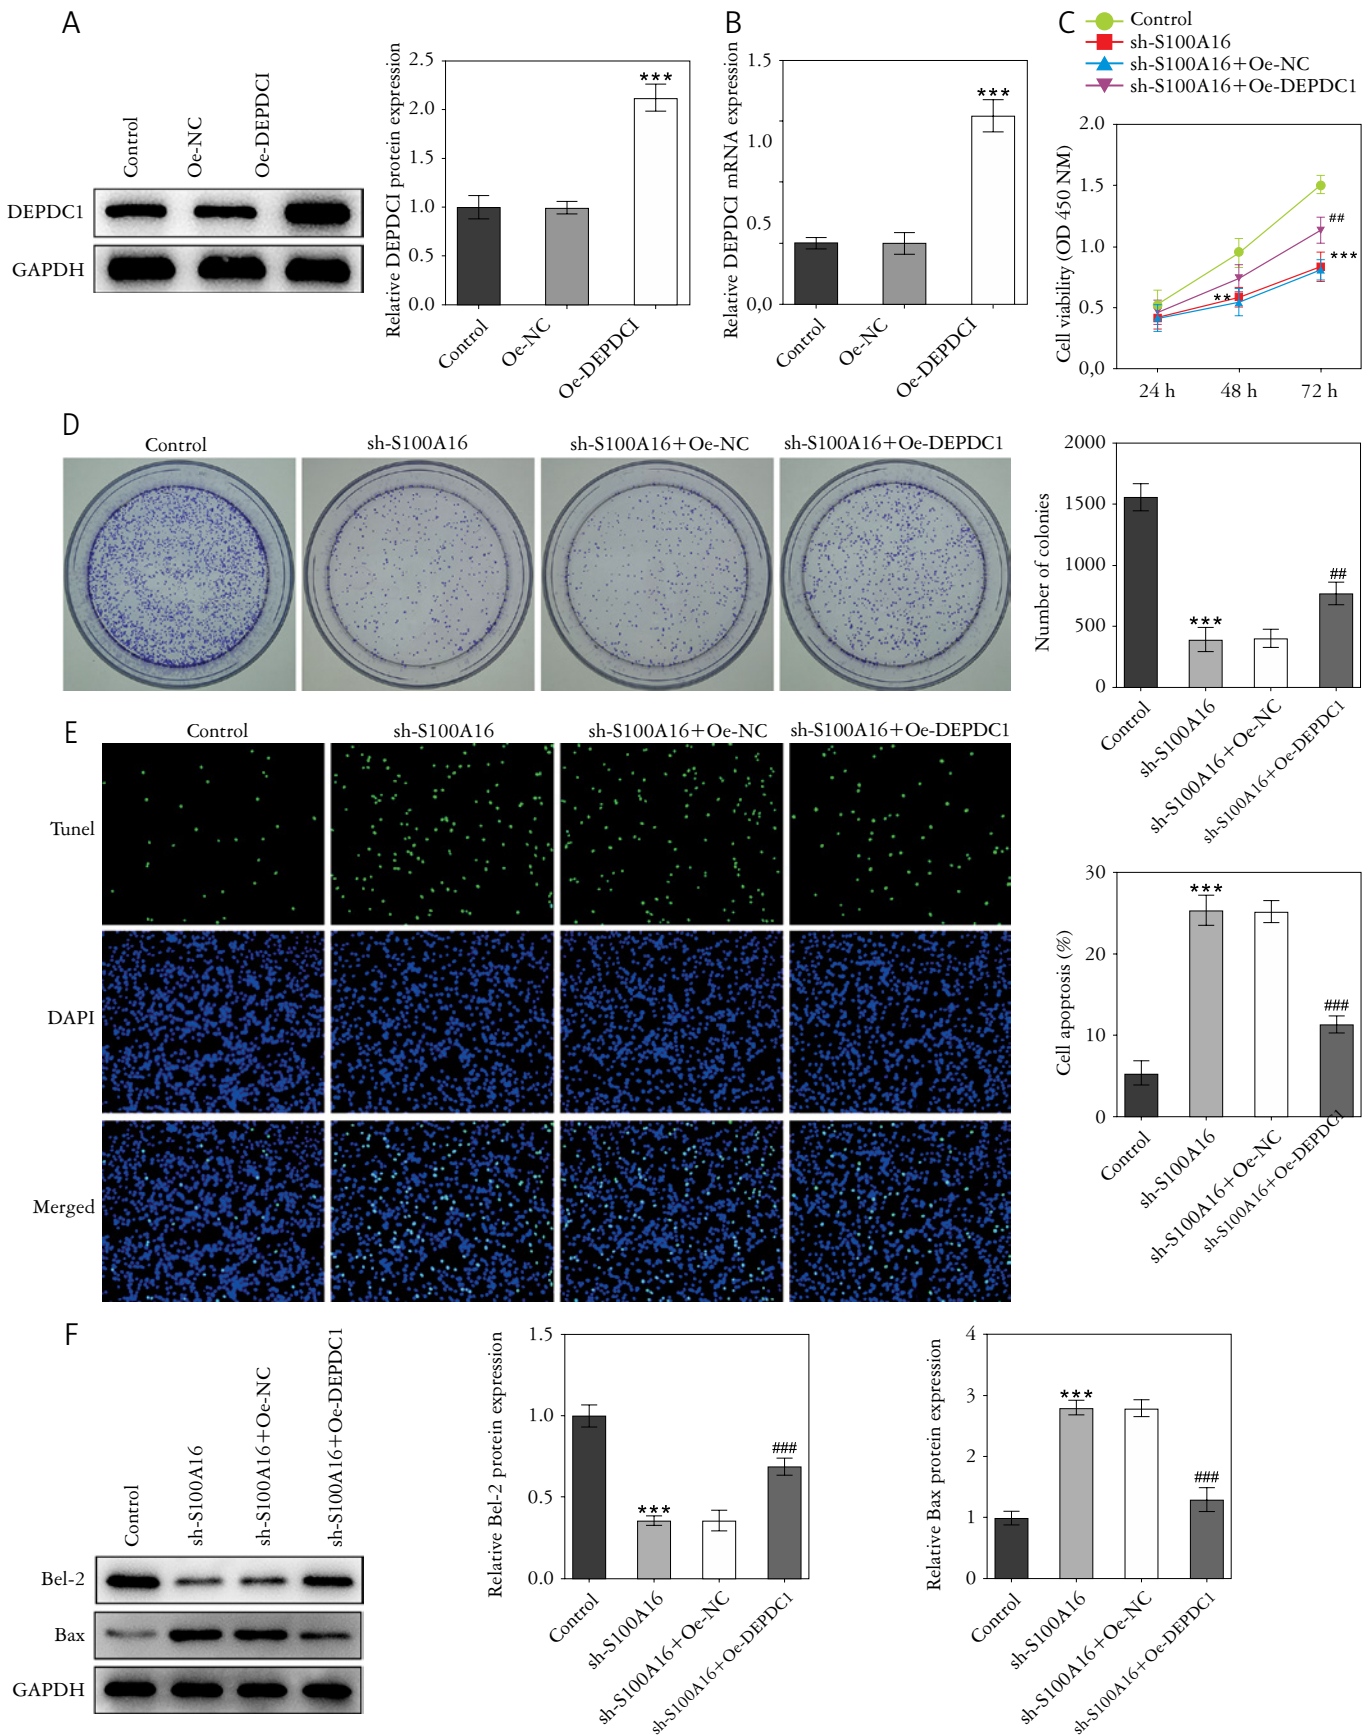 A
Control
Oe-NC
Oe-DEPDCI
DEPDC1
GAPDH
Relative DEPDCI protein expression
2.5
2.0
1.5
1.0
0.5
0.0
***
Control
Oe-NC
Oe-DEPDCI
B
Relative DEPDCI mRNA expression
1.5
1.0
0.5
0.0
***
Control
Oe-NC
Oe-DEPDCI
C
Control
sh-S100A16
sh-S100A16+Oe-NC
sh-S100A16+Oe-DEPDC1
Cell viability (OD 450 NM)
2.0
1.5
1.0
0.5
0,0
**
##
***
24 h
48 h
72 h
D
Control
sh-S100A16
sh-S100A16+Oe-NC
sh-S100A16+Oe-DEPDC1
Number of colonies
2000
1500
1000
500
0
***
##
Control
sh-S100A16
sh-S100A16+Oe-NC
sh-S100A16+Oe-DEPDC1
E
Control
sh-S100A16
sh-S100A16+Oe-NC
sh-S100A16+Oe-DEPDC1
Tunel
DAPI
Merged
Cell apoptosis (%)
30
20
10
0
***
###
Control
sh-S100A16
sh-S100A16+Oe-NC
sh-S100A16+Oe-DEPDC1
F
Control
sh-S100A16
sh-S100A16+Oe-NC
sh-S100A16+Oe-DEPDC1
Bel-2
Bax
GAPDH
Relative Bel-2 protein expression
1.5
1.0
0.5
0.0
***
###
Control
sh-S100A16
sh-S100A16+Oe-NC
sh-S100A16+Oe-DEPDC1
Relative Bax protein expression
4
3
2
1
0
***
###
Control
sh-S100A16
sh-S100A16+Oe-NC
sh-S100A16+Oe-DEPDC1